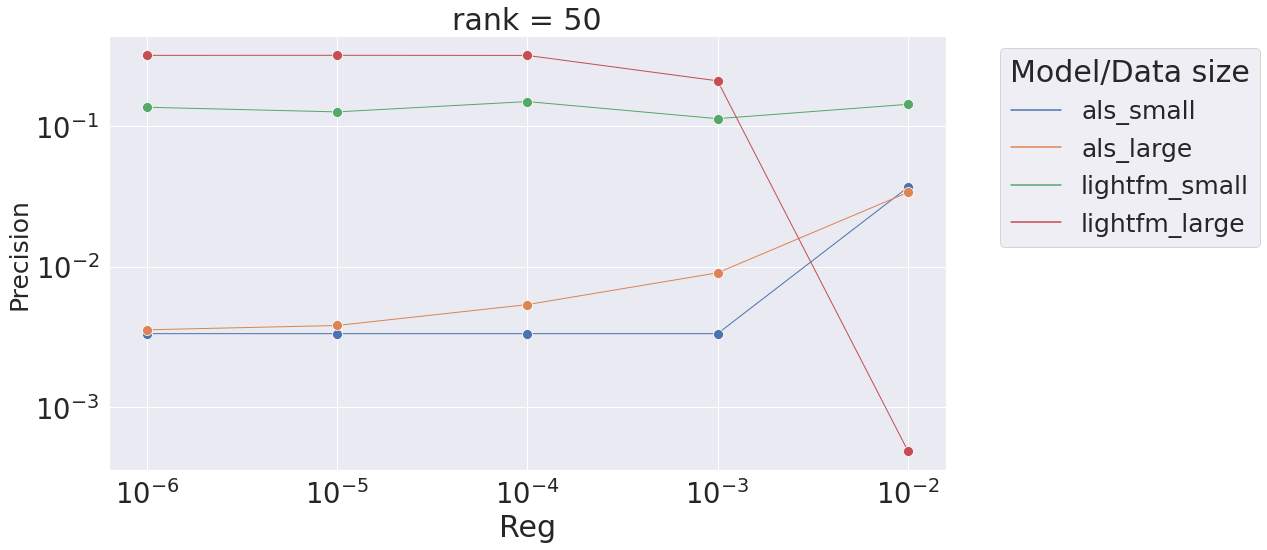 rank = 50
Precision
10⁻¹
10⁻²
10⁻³
10⁻⁶ 10⁻⁵ 10⁻⁴ 10⁻³ 10⁻²
Reg
Model/Data size
als_small
als_large
lightfm_small
lightfm_large